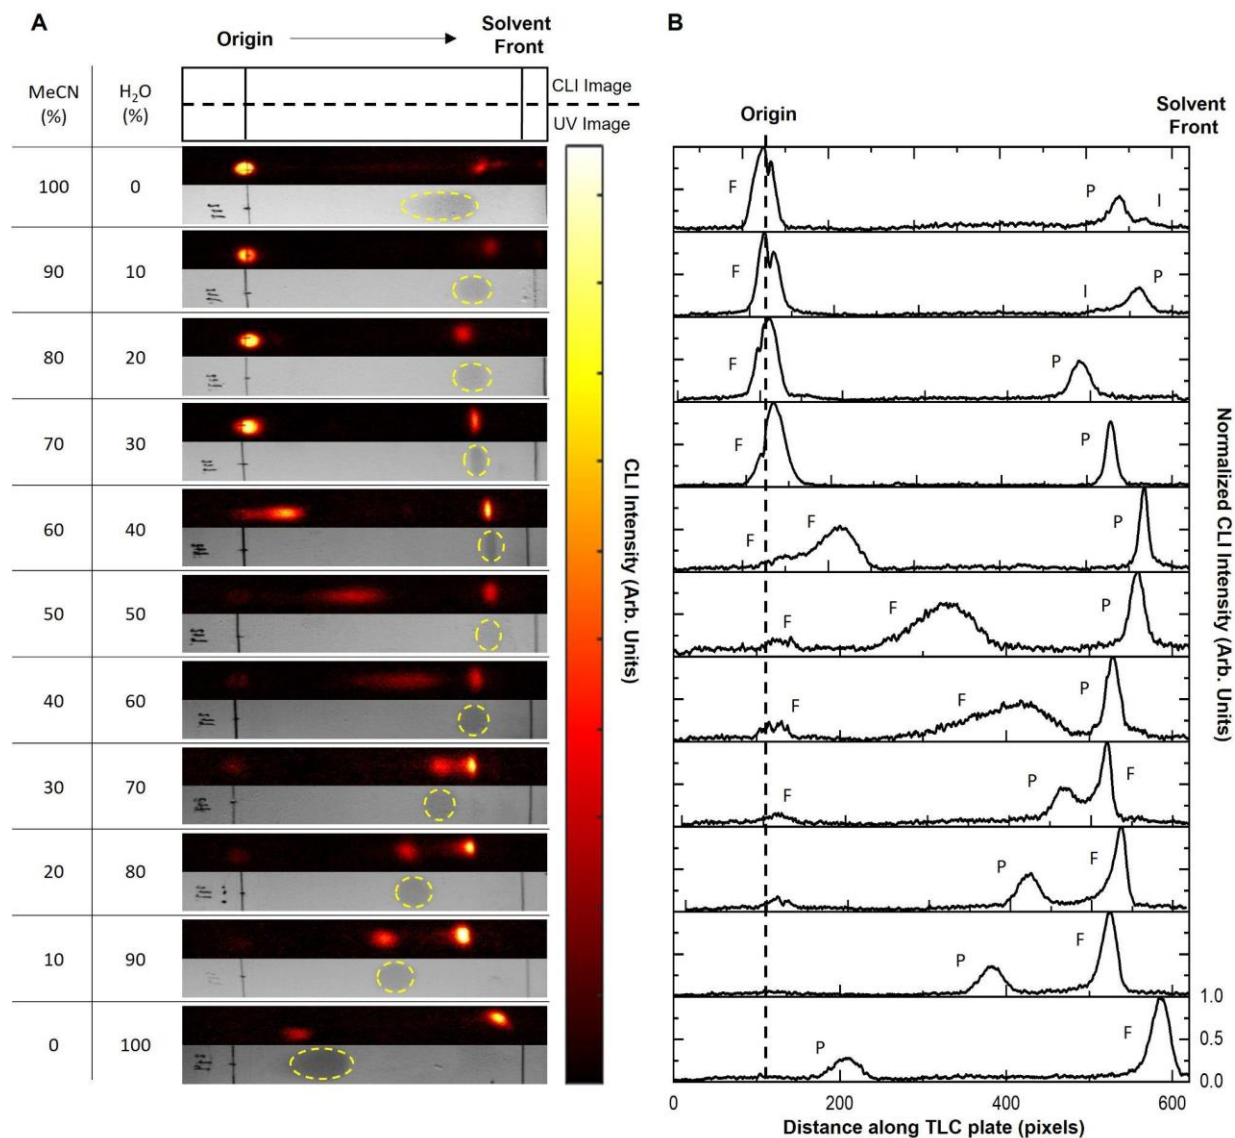 A
B
Origin
Solvent
Front
MeCN
(%)
H2O
(%)
CLI Image
UV Image
Origin
Solvent
Front
100 0
90 10
80 20
70 30
60 40
50 50
40 60
30 70
20 80
10 90
0 100
CLI Intensity (Arb. Units)
F P I
F I P
F P
F P
F F P
F F P
F F P
F P F
P F
P F
P F
Normalized CLI Intensity (Arb. Units)
1.0
0.5
0.0
0 200 400 600
Distance along TLC plate (pixels)